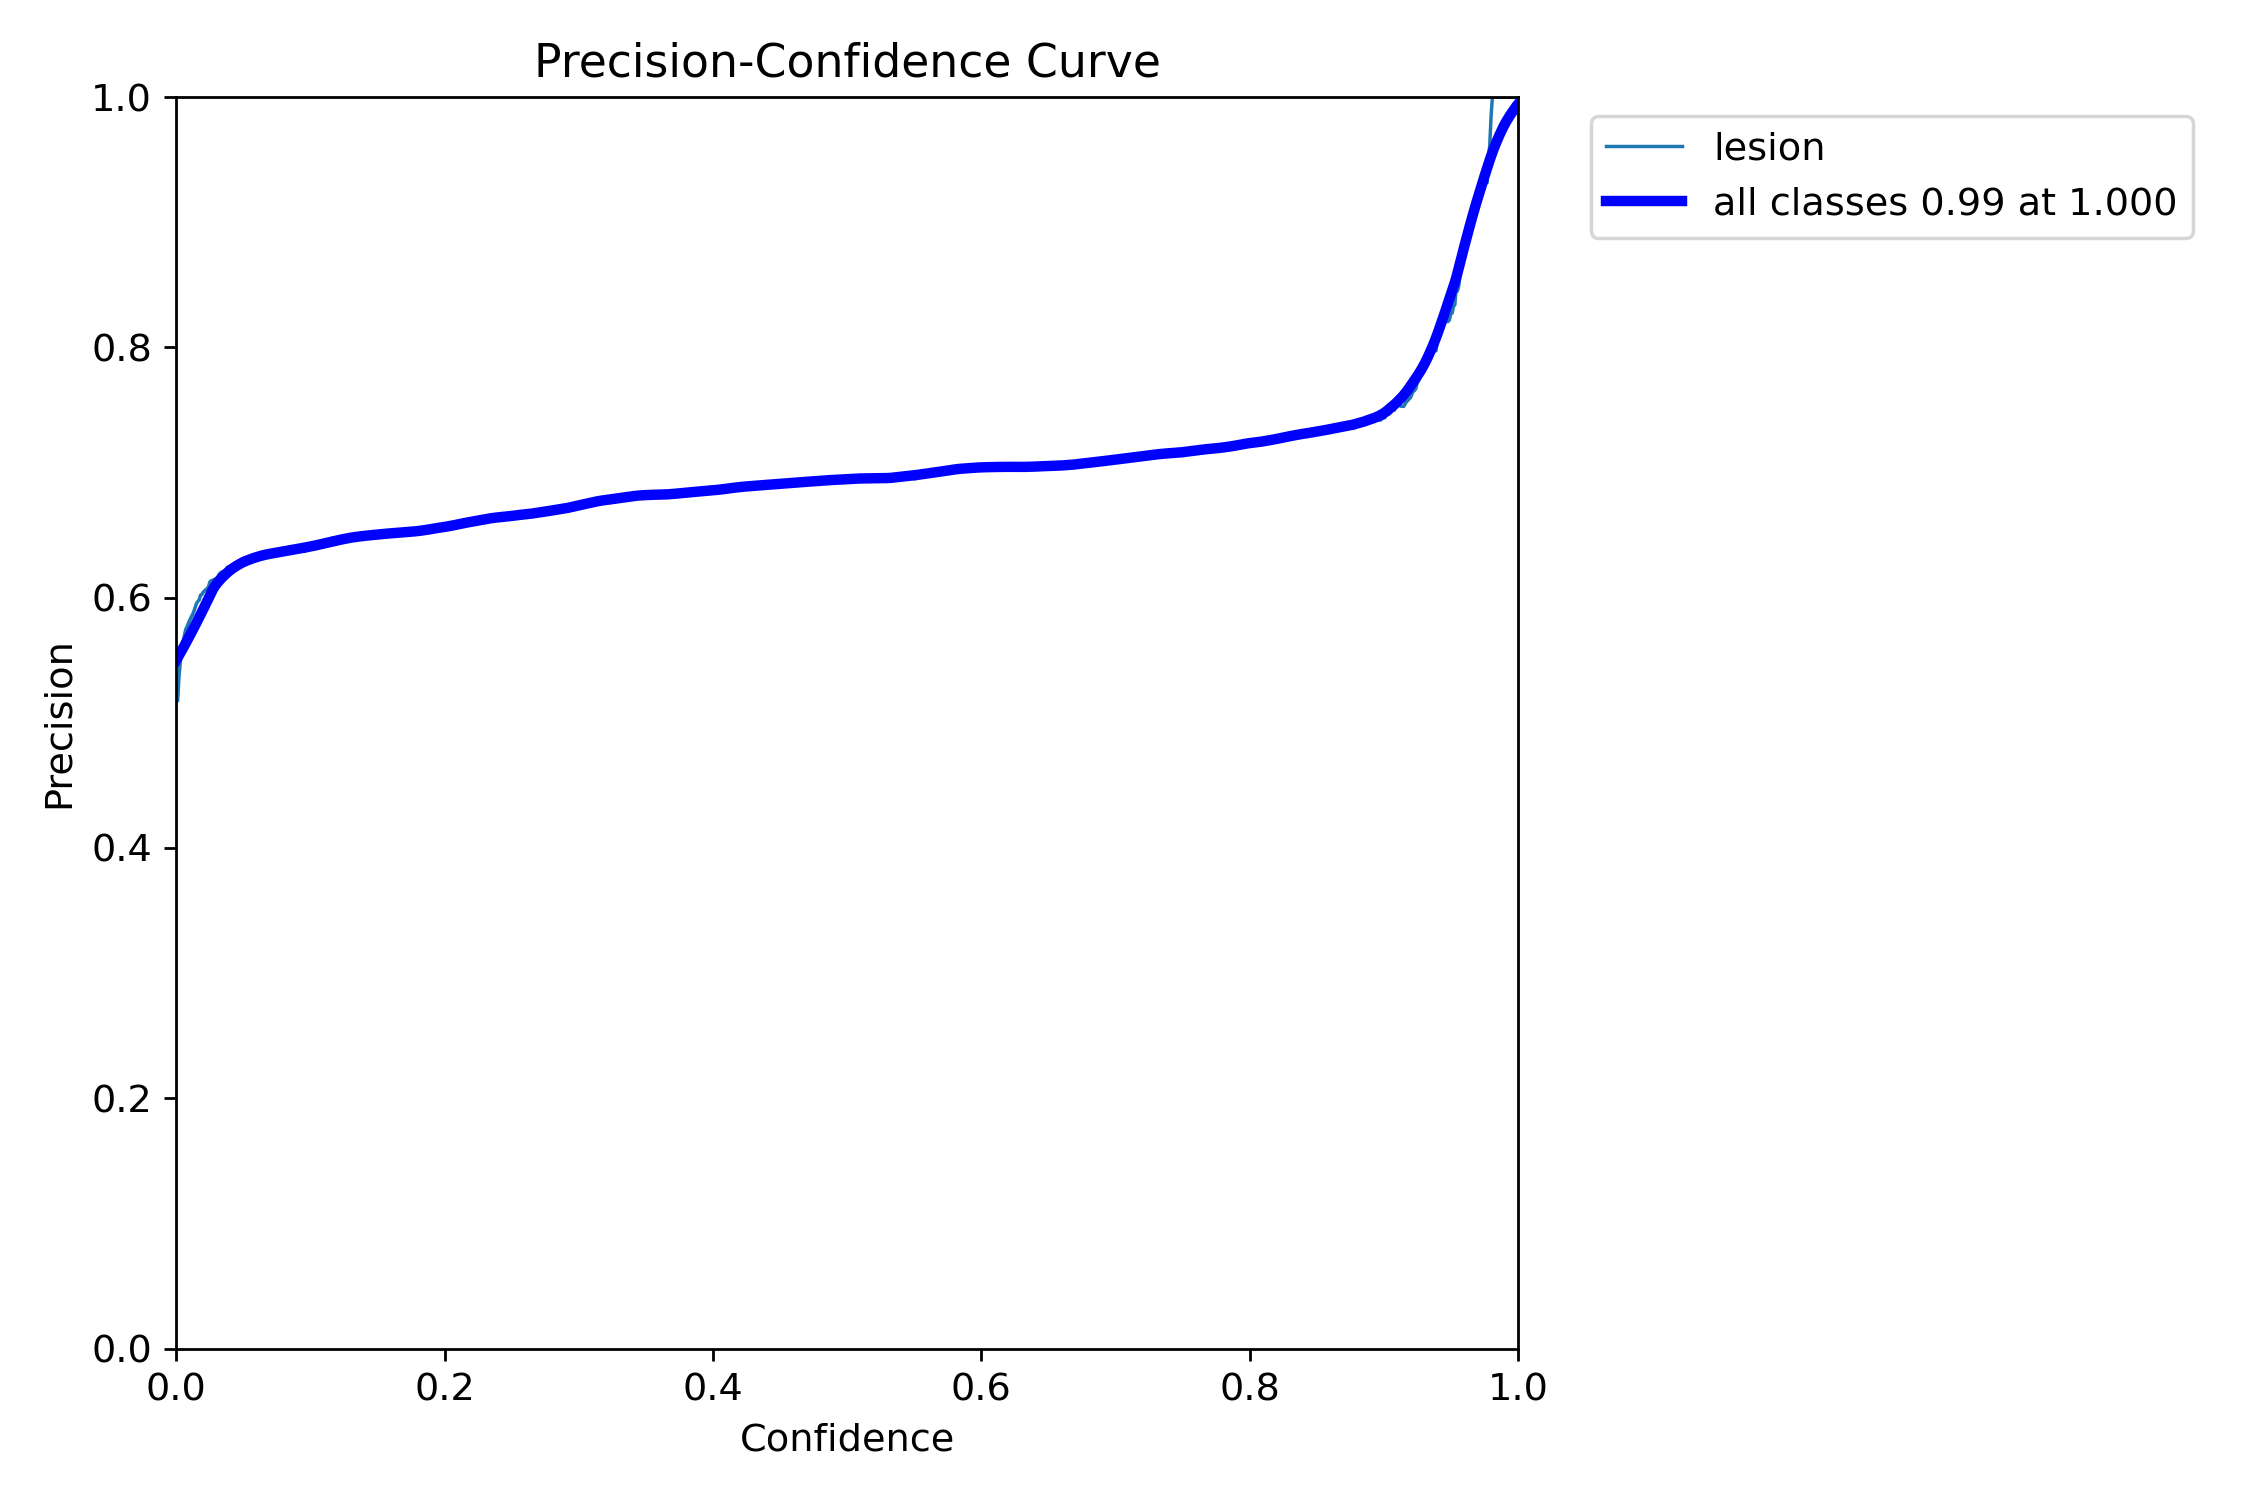 Precision-Confidence Curve
lesion
all classes 0.99 at 1.000
Precision
1.0
0.8
0.6
0.4
0.2
0.0
0.0 0.2 0.4 0.6 0.8 1.0
Confidence